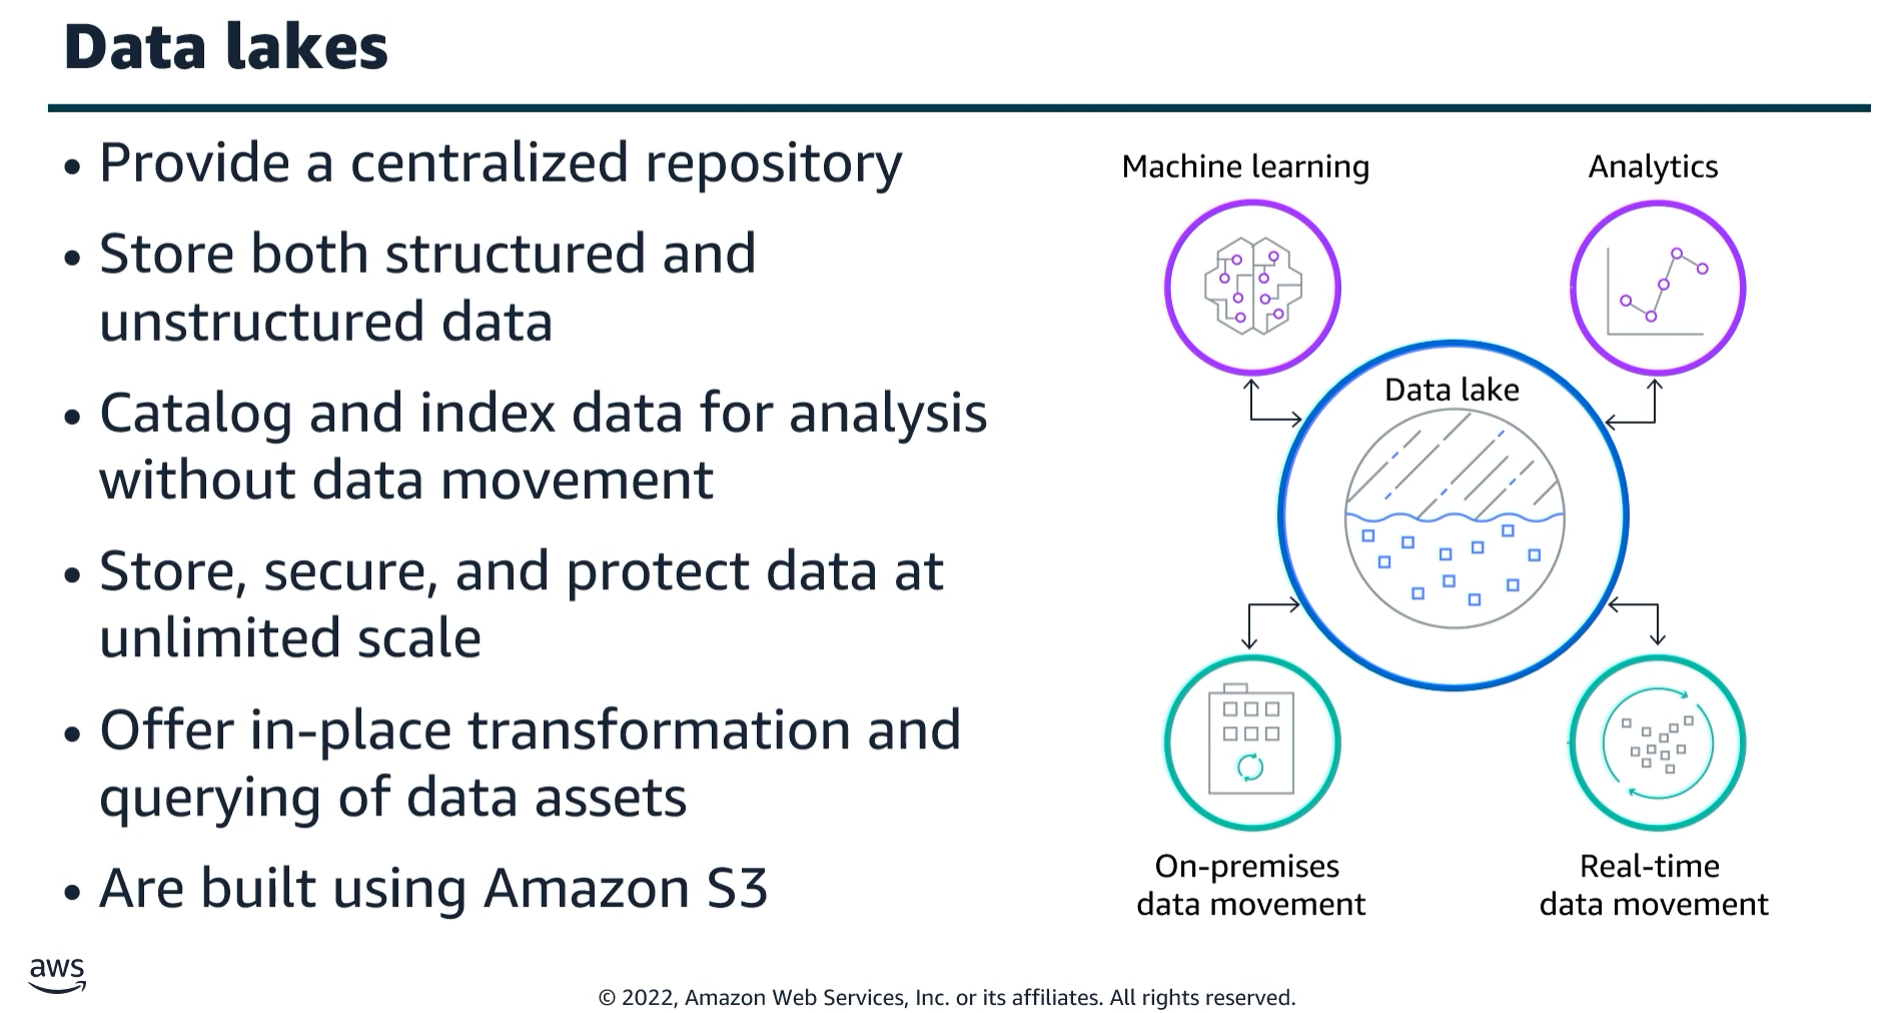 Data lakes
• Provide a centralized repository
• Store both structured and
unstructured data
• Catalog and index data for analysis
without data movement
• Store, secure, and protect data at
unlimited scale
• Offer in-place transformation and
querying of data assets
• Are built using Amazon S3
Machine learning
Analytics
Data lake
On-premises
data movement
Real-time
data movement
aws
© 2022, Amazon Web Services, Inc. or its affiliates. All rights reserved.